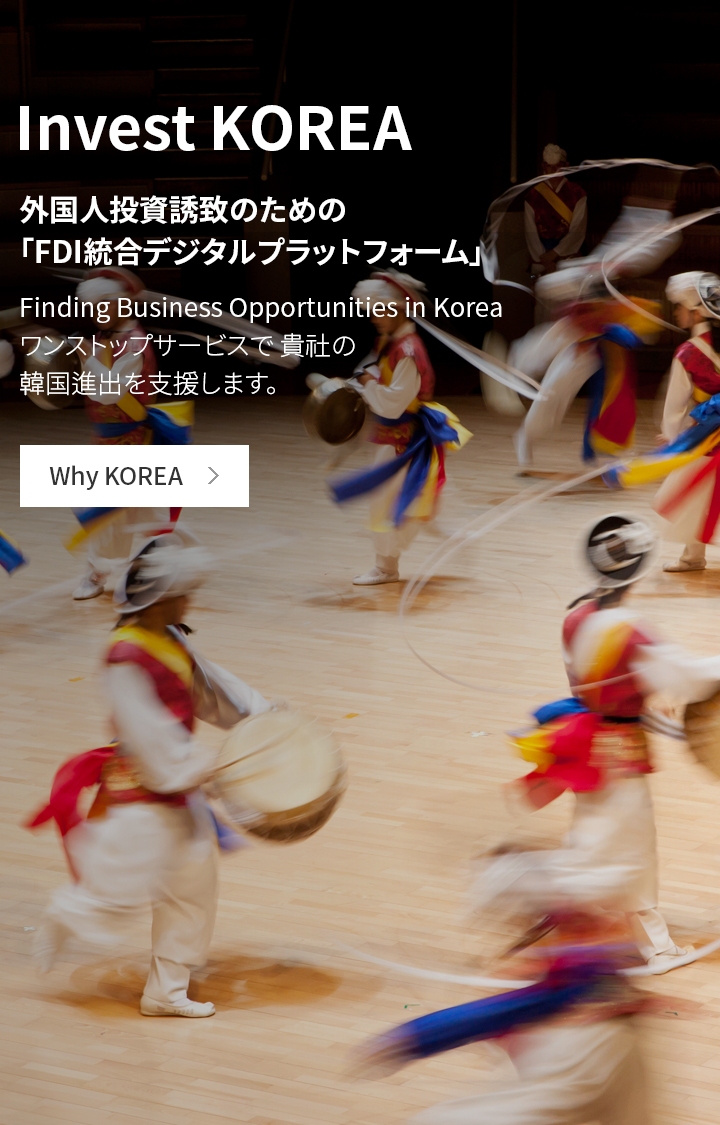 Invest KOREA
外国人投資誘致のための
「FDI統合デジタルプラットフォーム」
Finding Business Opportunities in Korea
ワンストップサービスで 貴社の
韓国進出を支援します。
Why KOREA